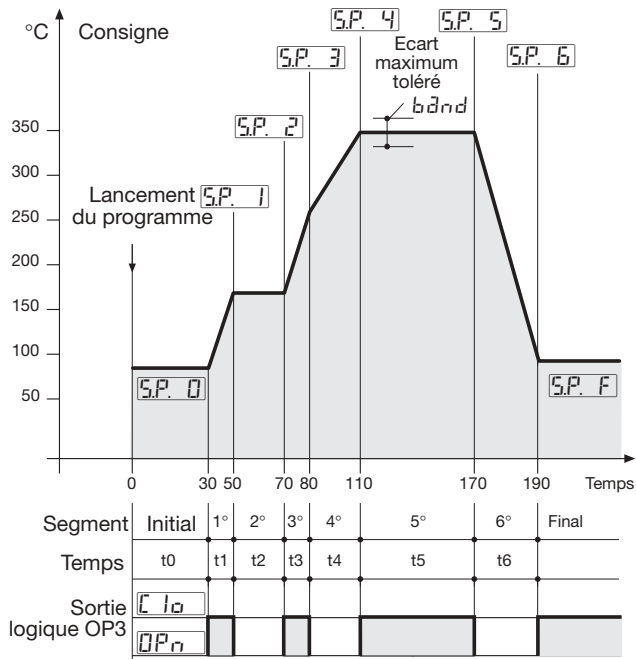 °C Consigne
S.P. 4
S.P. 5
S.P. 3
Ecart
maximum
toléré
S.P. 6
band
S.P. 2
350
300
Lancement
du programme
S.P. 1
250
200
150
100
S.P. 0
S.P. F
50
0 30 50 70 80 110 170 190 Temps
Segment Initial 1° 2° 3° 4° 5° 6° Final
Temps t0 t1 t2 t3 t4 t5 t6
Sortie
logique OP3
Clo
OPn